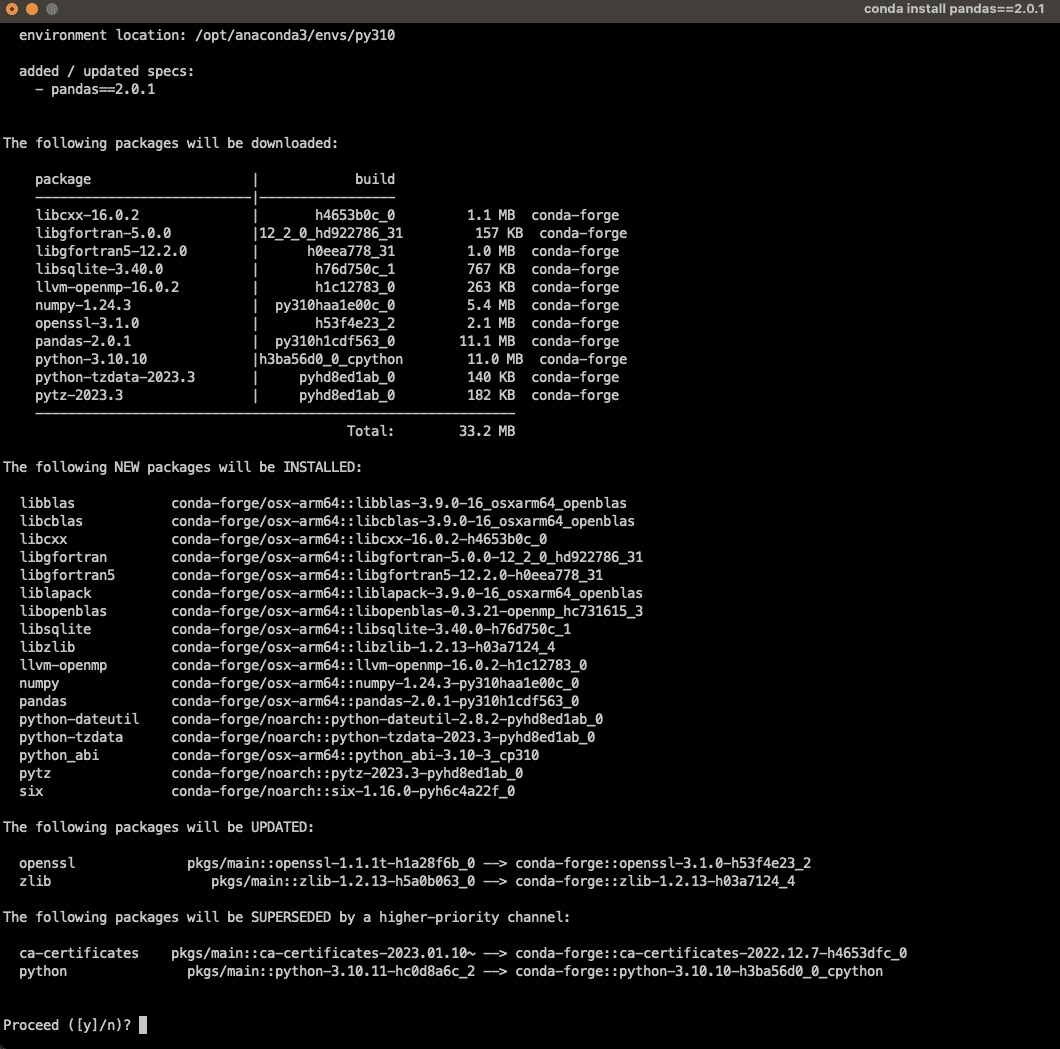 conda install pandas==2.0.1
environment location: /opt/anaconda3/envs/py310
added / updated specs:
- pandas==2.0.1
The following packages will be downloaded:
package | build
---------------------------|-----------------
libcxx-16.0.2 | h4653b0c_0 1.1 MB conda-forge
libgfortran-5.0.0 |12_2_0_hd922786_31 157 KB conda-forge
libgfortran5-12.2.0 | h0eea778_31 1.0 MB conda-forge
libsqlite-3.40.0 | h76d750c_1 767 KB conda-forge
llvm-openmp-16.0.2 | h1c12783_0 263 KB conda-forge
numpy-1.24.3 | py310haa1e00c_0 5.4 MB conda-forge
openssl-3.1.0 | h53f4e23_2 2.1 MB conda-forge
pandas-2.0.1 | py310h1cdf563_0 11.1 MB conda-forge
python-3.10.10 |h3ba56d0_0_cpython 11.0 MB conda-forge
python-tzdata-2023.3 | pyhd8ed1ab_0 140 KB conda-forge
pytz-2023.3 | pyhd8ed1ab_0 182 KB conda-forge
------------------------------------------------------------
Total: 33.2 MB
The following NEW packages will be INSTALLED:
libblas conda-forge/osx-arm64::libblas-3.9.0-16_osxarm64_openblas
libcblas conda-forge/osx-arm64::libcblas-3.9.0-16_osxarm64_openblas
libcxx conda-forge/osx-arm64::libcxx-16.0.2-h4653b0c_0
libgfortran conda-forge/osx-arm64::libgfortran-5.0.0-12_2_0_hd922786_31
libgfortran5 conda-forge/osx-arm64::libgfortran5-12.2.0-h0eea778_31
liblapack conda-forge/osx-arm64::liblapack-3.9.0-16_osxarm64_openblas
libopenblas conda-forge/osx-arm64::libopenblas-0.3.21-openmp_hc731615_3
libsqlite conda-forge/osx-arm64::libsqlite-3.40.0-h76d750c_1
libzlib conda-forge/osx-arm64::libzlib-1.2.13-h03a7124_4
llvm-openmp conda-forge/osx-arm64::llvm-openmp-16.0.2-h1c12783_0
numpy conda-forge/osx-arm64::numpy-1.24.3-py310haa1e00c_0
pandas conda-forge/osx-arm64::pandas-2.0.1-py310h1cdf563_0
python-dateutil conda-forge/noarch::python-dateutil-2.8.2-pyhd8ed1ab_0
python-tzdata conda-forge/noarch::python-tzdata-2023.3-pyhd8ed1ab_0
python_abi conda-forge/osx-arm64::python_abi-3.10-3_cp310
pytz conda-forge/noarch::pytz-2023.3-pyhd8ed1ab_0
six conda-forge/noarch::six-1.16.0-pyh6c4a22f_0
The following packages will be UPDATED:
openssl pkgs/main::openssl-1.1.1t-h1a28f6b_0 --> conda-forge::openssl-3.1.0-h53f4e23_2
zlib pkgs/main::zlib-1.2.13-h5a0b063_0 --> conda-forge::zlib-1.2.13-h03a7124_4
The following packages will be SUPERSEDED by a higher-priority channel:
ca-certificates pkgs/main::ca-certificates-2023.01.10~ --> conda-forge::ca-certificates-2022.12.7-h4653dfc_0
python pkgs/main::python-3.10.11-hc0d8a6c_2 --> conda-forge::python-3.10.10-h3ba56d0_0_cpython
Proceed ([y]/n)?